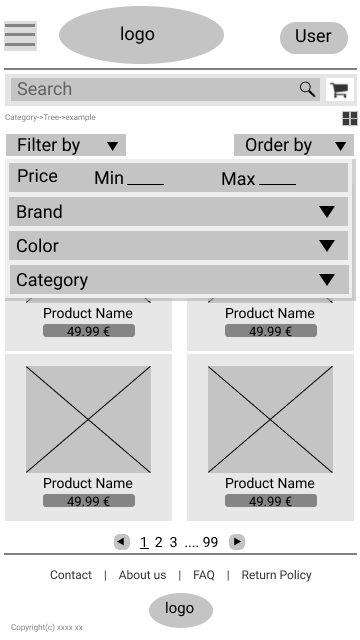 logo
User
Search
Category->Tree->example
Filter by
Order by
Price Min Max
Brand
Color
Category
Product Name Product Name
49.99 € 49.99 €
Product Name Product Name
49.99 € 49.99 €
1 2 3 .... 99
Contact | About us | FAQ | Return Policy
logo
Copyright(c) xxxx xx